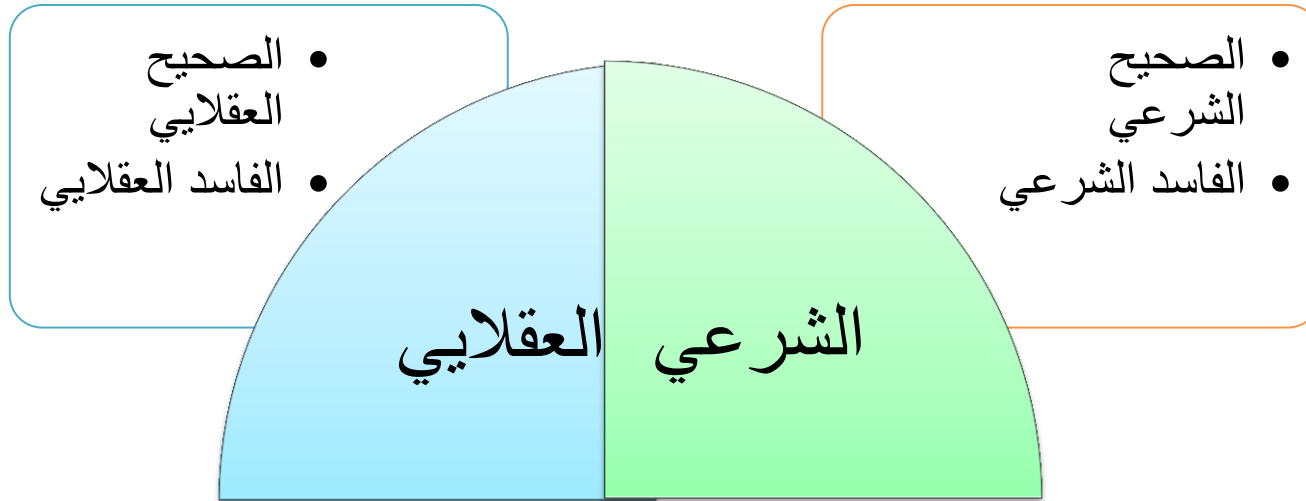 • الصحيح
الشرعي
• الفاسد الشرعي
• الصحيح
العقلايي
• الفاسد العقلايي
الشرعي
العقلايي